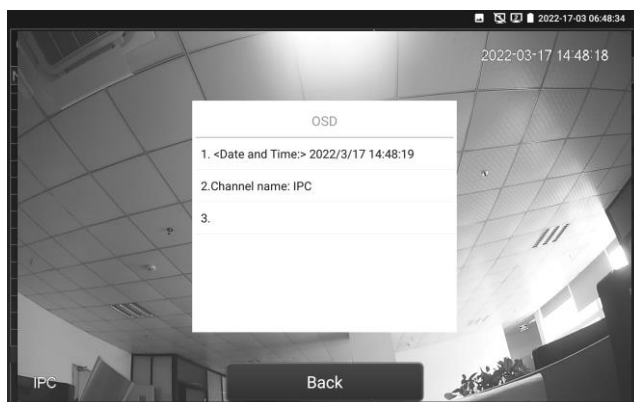 2022-17-03 06:48:34
2022-03-17 14:48:18
OSD
1. <Date and Time:> 2022/3/17 14:48:19
2.Channel name: IPC
3.
IPC
Back